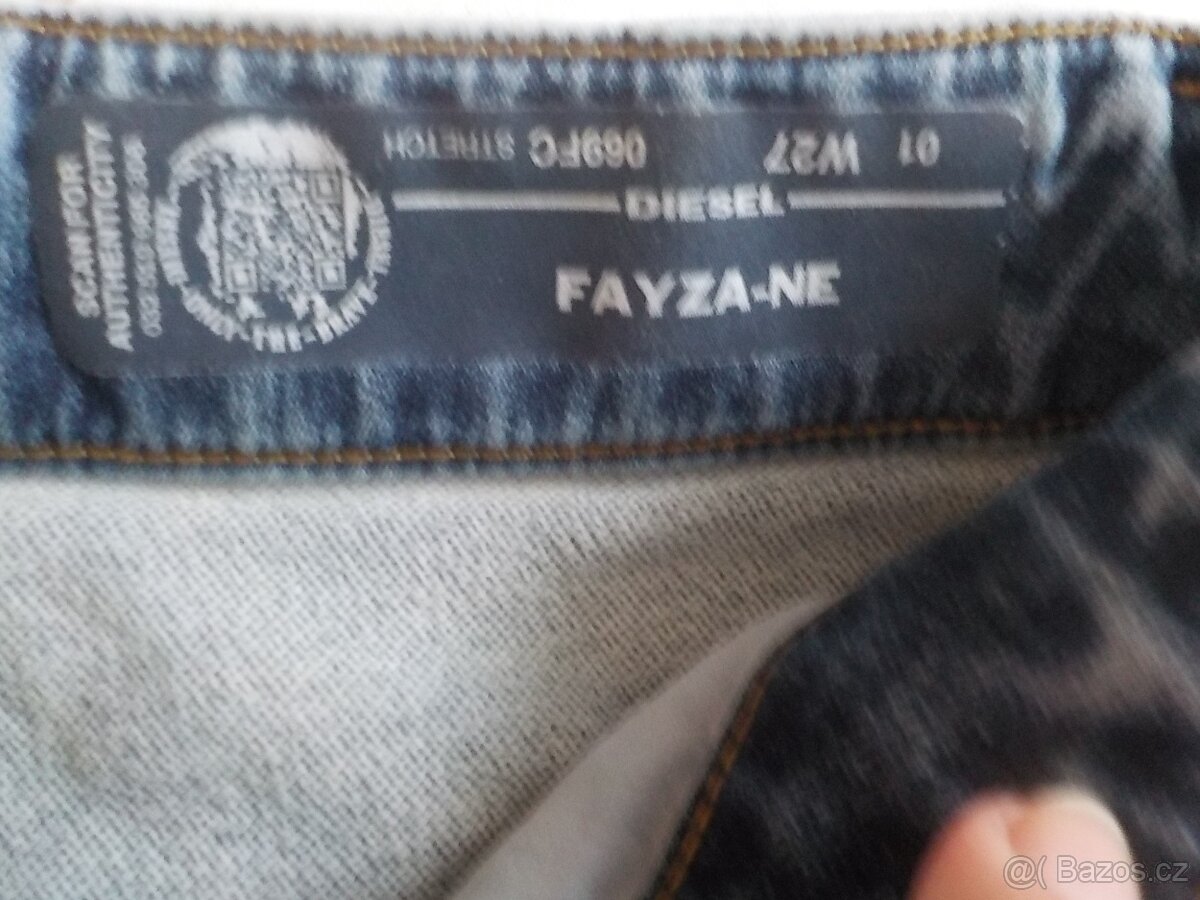 SCAN FOR
AUTHENTICITY
01 W27 069FC STRETCH
DIESEL
FAYZA-NE
@( Bazos.cz